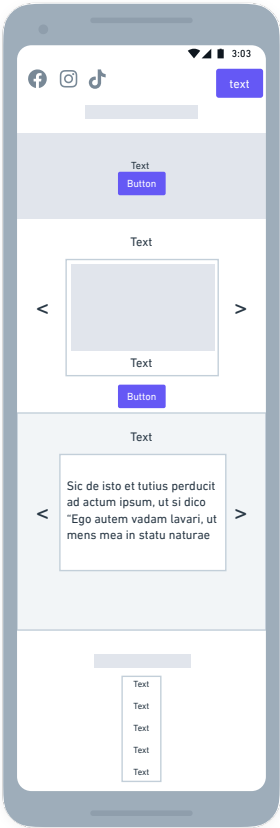 3:03
text
Text
Button
Text
<
>
Text
Button
Text
<
>
Sic de isto et tutius perducit
ad actum ipsum, ut si dico
"Ego autem vadam lavari, ut
mens mea in statu naturae
Text
Text
Text
Text
Text